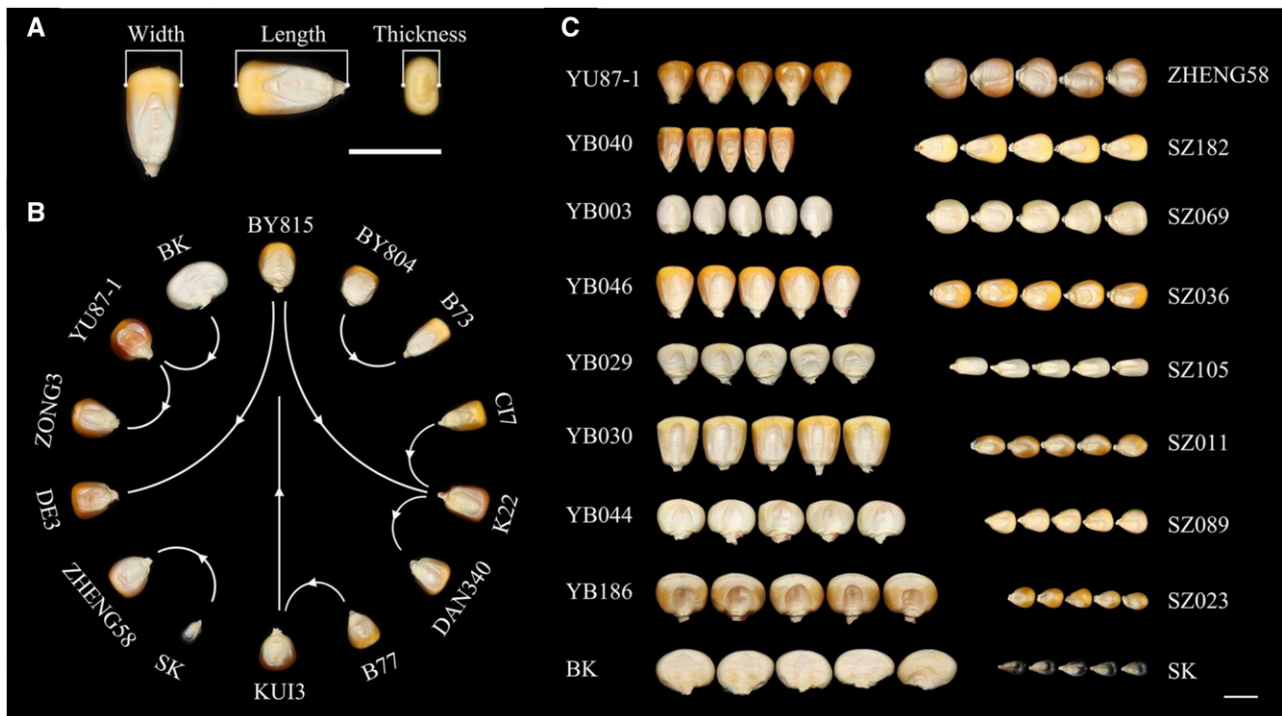 A
Width
Length
Thickness
B
BY815
BY804
B73
CI7
K22
DAN340
B77
KUI3
SK
ZHENG58
DE3
ZONG3
YU87-1
BK
C
YU87-1
ZHENG58
YB040
SZ182
YB003
SZ069
YB046
SZ036
YB029
SZ105
YB030
SZ011
YB044
SZ089
YB186
SZ023
BK
SK